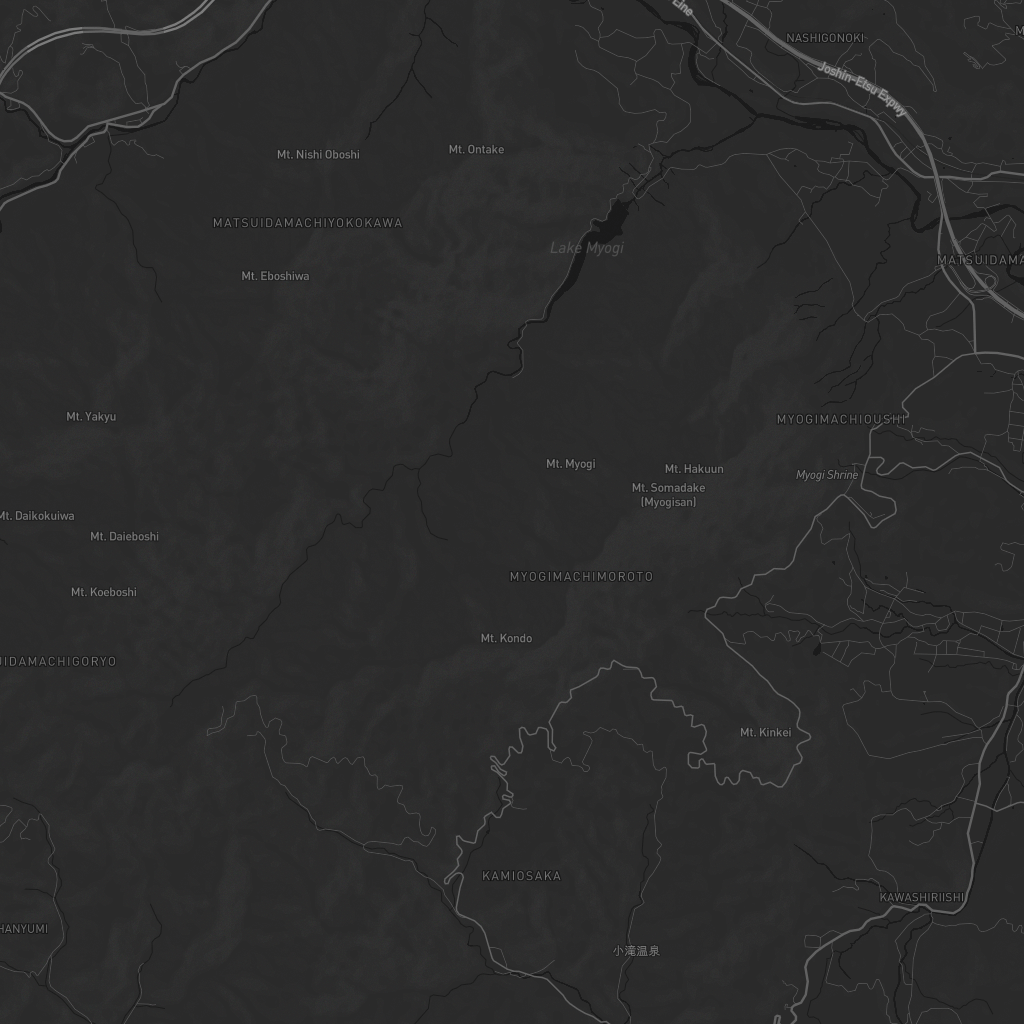 Line
NASHIGONOKI
Joshin-Etsu Expwy
Mt. Nishi Oboshi
Mt. Ontake
MATSUIDAMACHIYOKOKAWA
Lake Myogi
MATSUIDAMA
Mt. Eboshiwa
Mt. Yakyu
MYOGIMACHIOUSHI
Mt. Myogi
Mt. Hakuun
Myogi Shrine
Mt. Somadake
(Myogisan)
Mt. Daikokuiwa
Mt. Daieboshi
MYOGIMACHIMOROTO
Mt. Koeboshi
Mt. Kondo
UIDAMACHIGORYO
Mt. Kinkei
KAMIOSAKA
KAWASHIRIISHI
HANYUMI
小滝温泉